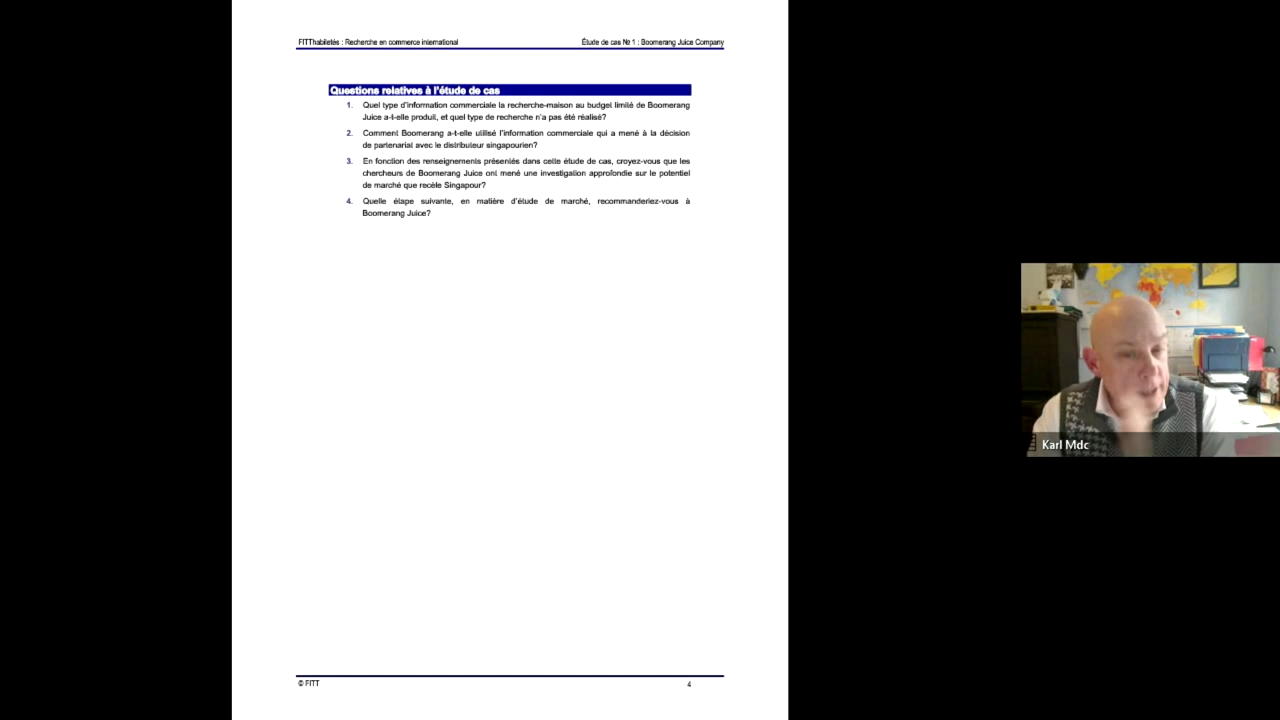 FITThabiletés : Recherche en commerce international
Étude de cas № 1 : Boomerang Juice Company
Questions relatives à l'étude de cas
1. Quel type d'information commerciale la recherche-maison au budget limité de Boomerang
Juice a-t-elle produit, et quel type de recherche n'a pas été réalisé?
2. Comment Boomerang a-t-elle utilisé l'information commerciale qui a mené à la décision
de partenariat avec le distributeur singapourien?
3. En fonction des renseignements présentés dans cette étude de cas, croyez-vous que les
chercheurs de Boomerang Juice ont mené une investigation approfondie sur le potentiel
de marché que recèle Singapour?
4. Quelle étape suivante, en matière d'étude de marché, recommanderiez-vous à
Boomerang Juice?
Karl Mdc
© FITT
4